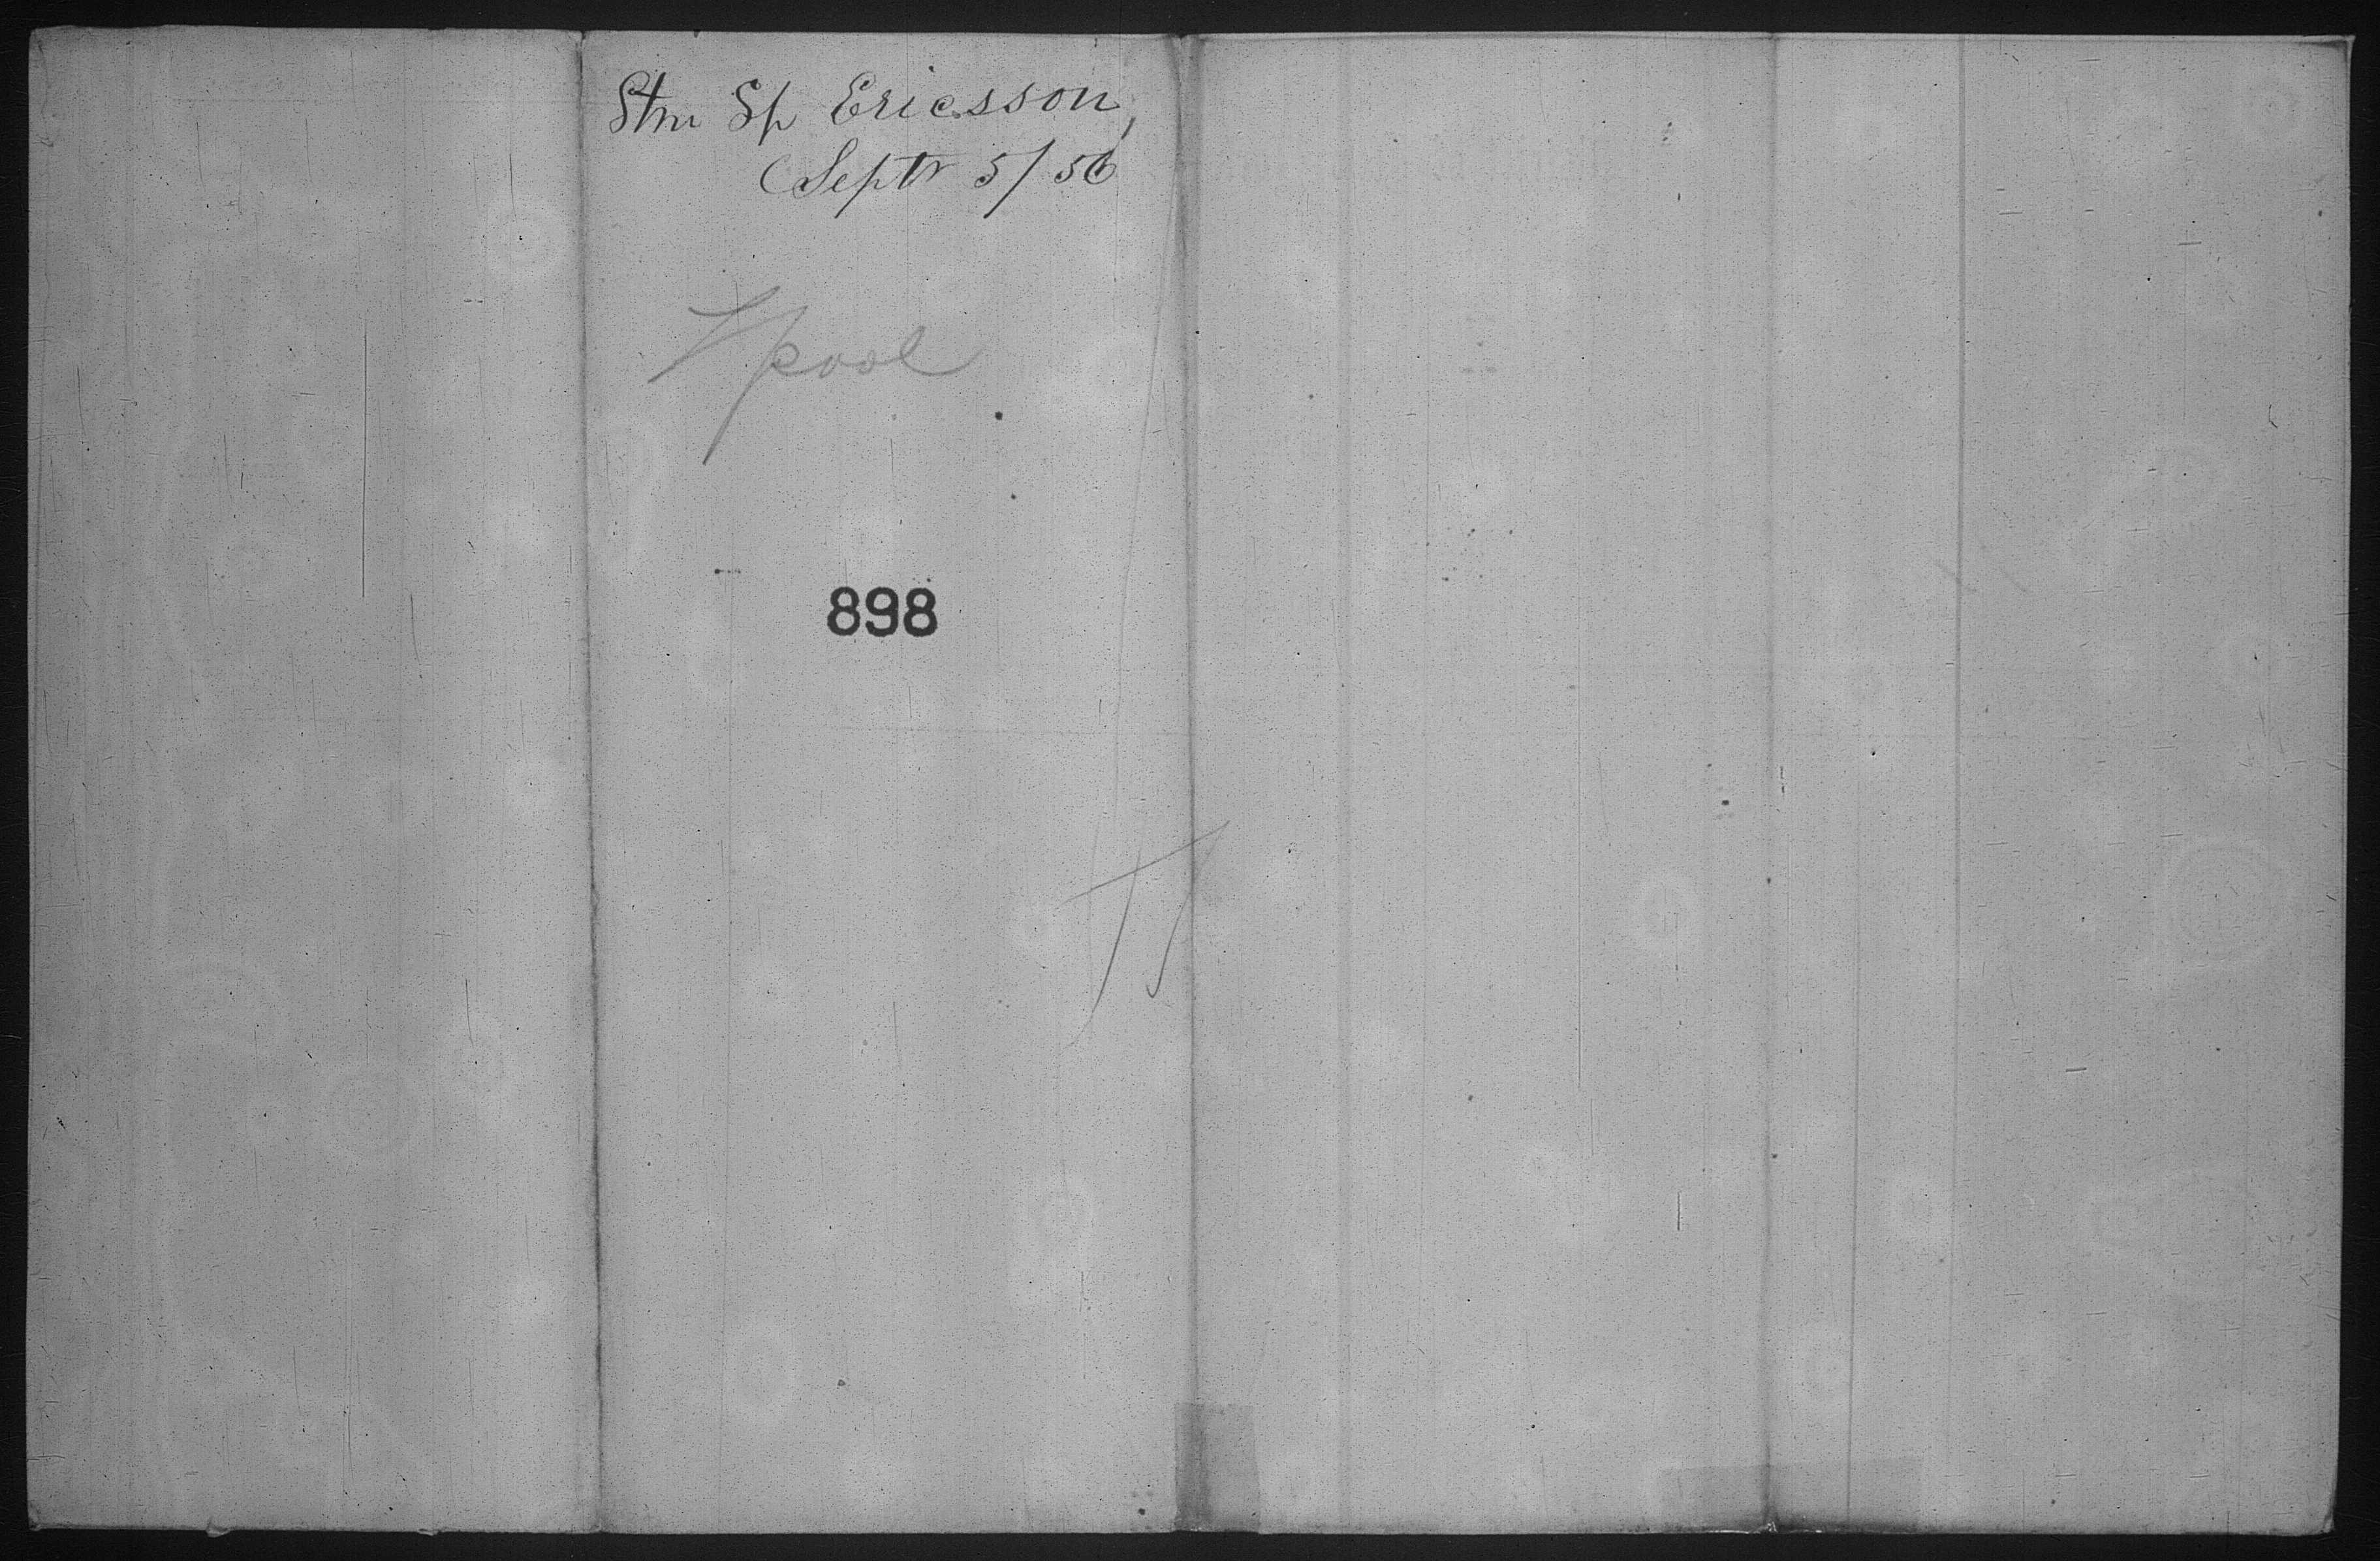 Stm Sp Ericsson,
Septr 5/56
Lpool
898